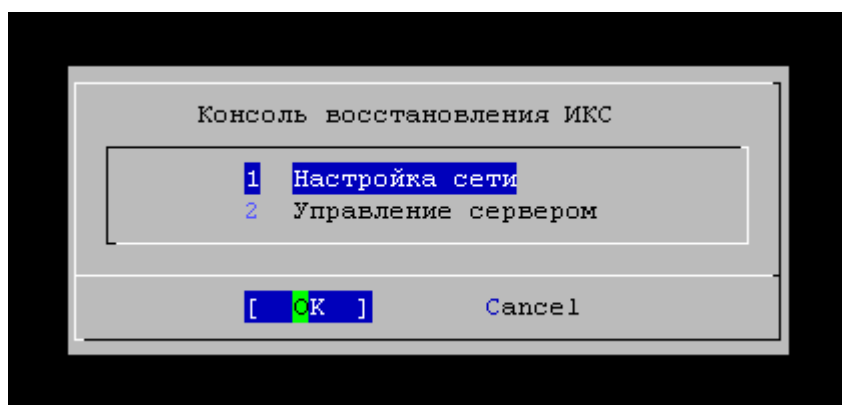 Консоль восстановления ИКС
1 Настройка сети
2 Управление сервером
[ OK ] Cancel